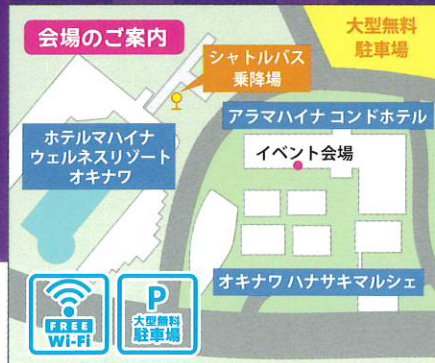 会場のご案内
大型無料
駐車場
シャトルバス
乗降場
アラマハイナ コンドホテル
ホテルマハイナ
ウェルネスリゾート
オキナワ
イベント会場
オキナワ ハナサキマルシェ
FREE
Wi-Fi
P
大型無料
駐車場